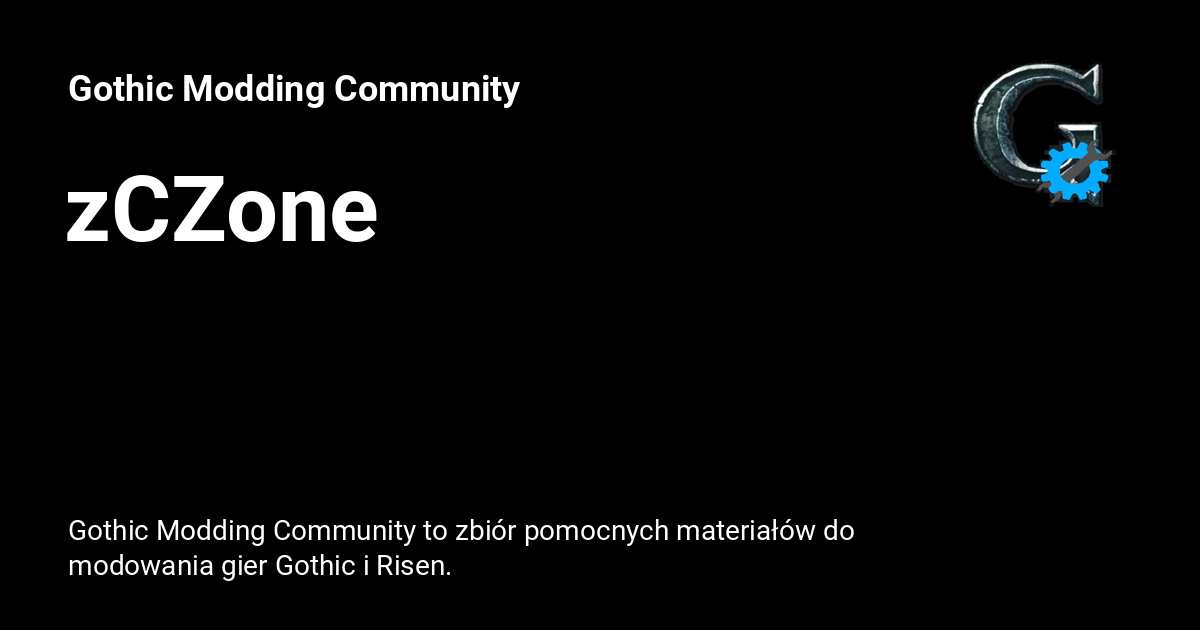 Gothic Modding Community
zCZone
Gothic Modding Community to zbiór pomocnych materiałów do
modowania gier Gothic i Risen.